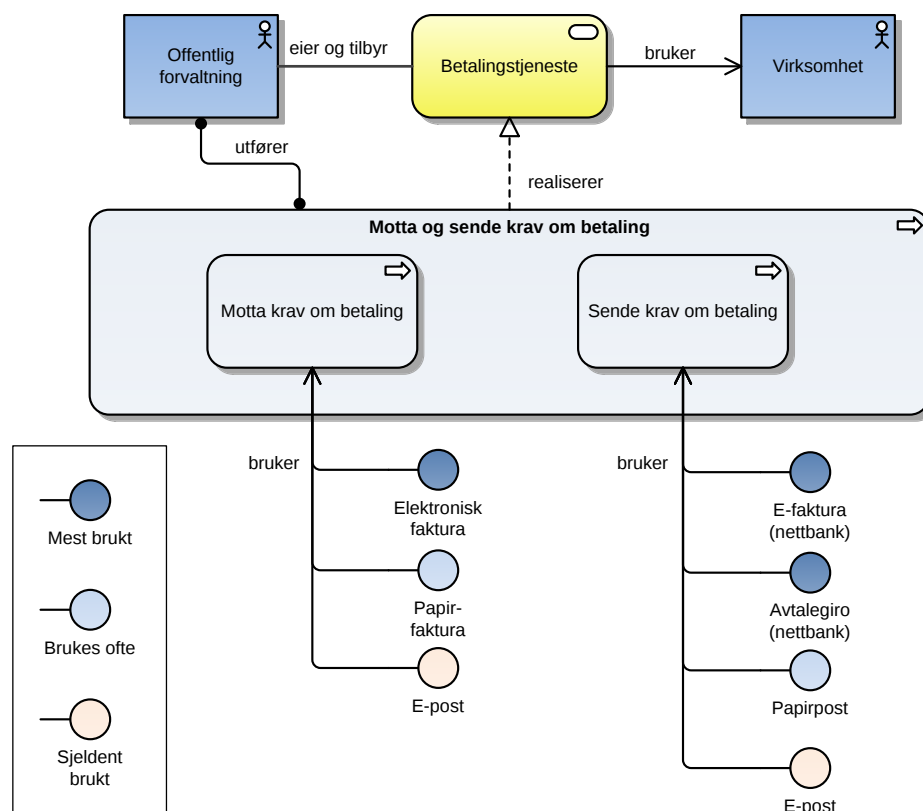 Offentlig
forvaltning
eier og tilbyr
Betalingstjeneste
bruker
Virksomhet
utfører
realiserer
Motta og sende krav om betaling
Motta krav om betaling
Sende krav om betaling
bruker
Elektronisk
faktura
Papir-
faktura
E-post
bruker
E-faktura
(nettbank)
Avtalegiro
(nettbank)
Papirpost
E-post
Mest brukt
Brukes ofte
Sjeldent
brukt